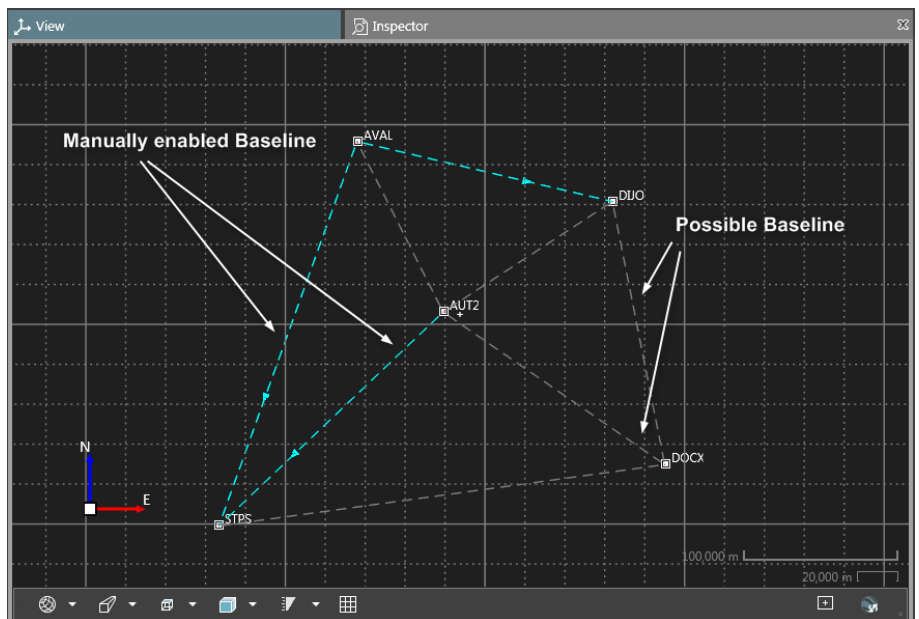 View
Inspector
AVAL
Manually enabled Baseline
DIJO
Possible Baseline
AUT2
N
DOCX
E
STPS
100,000 m
20,000 m